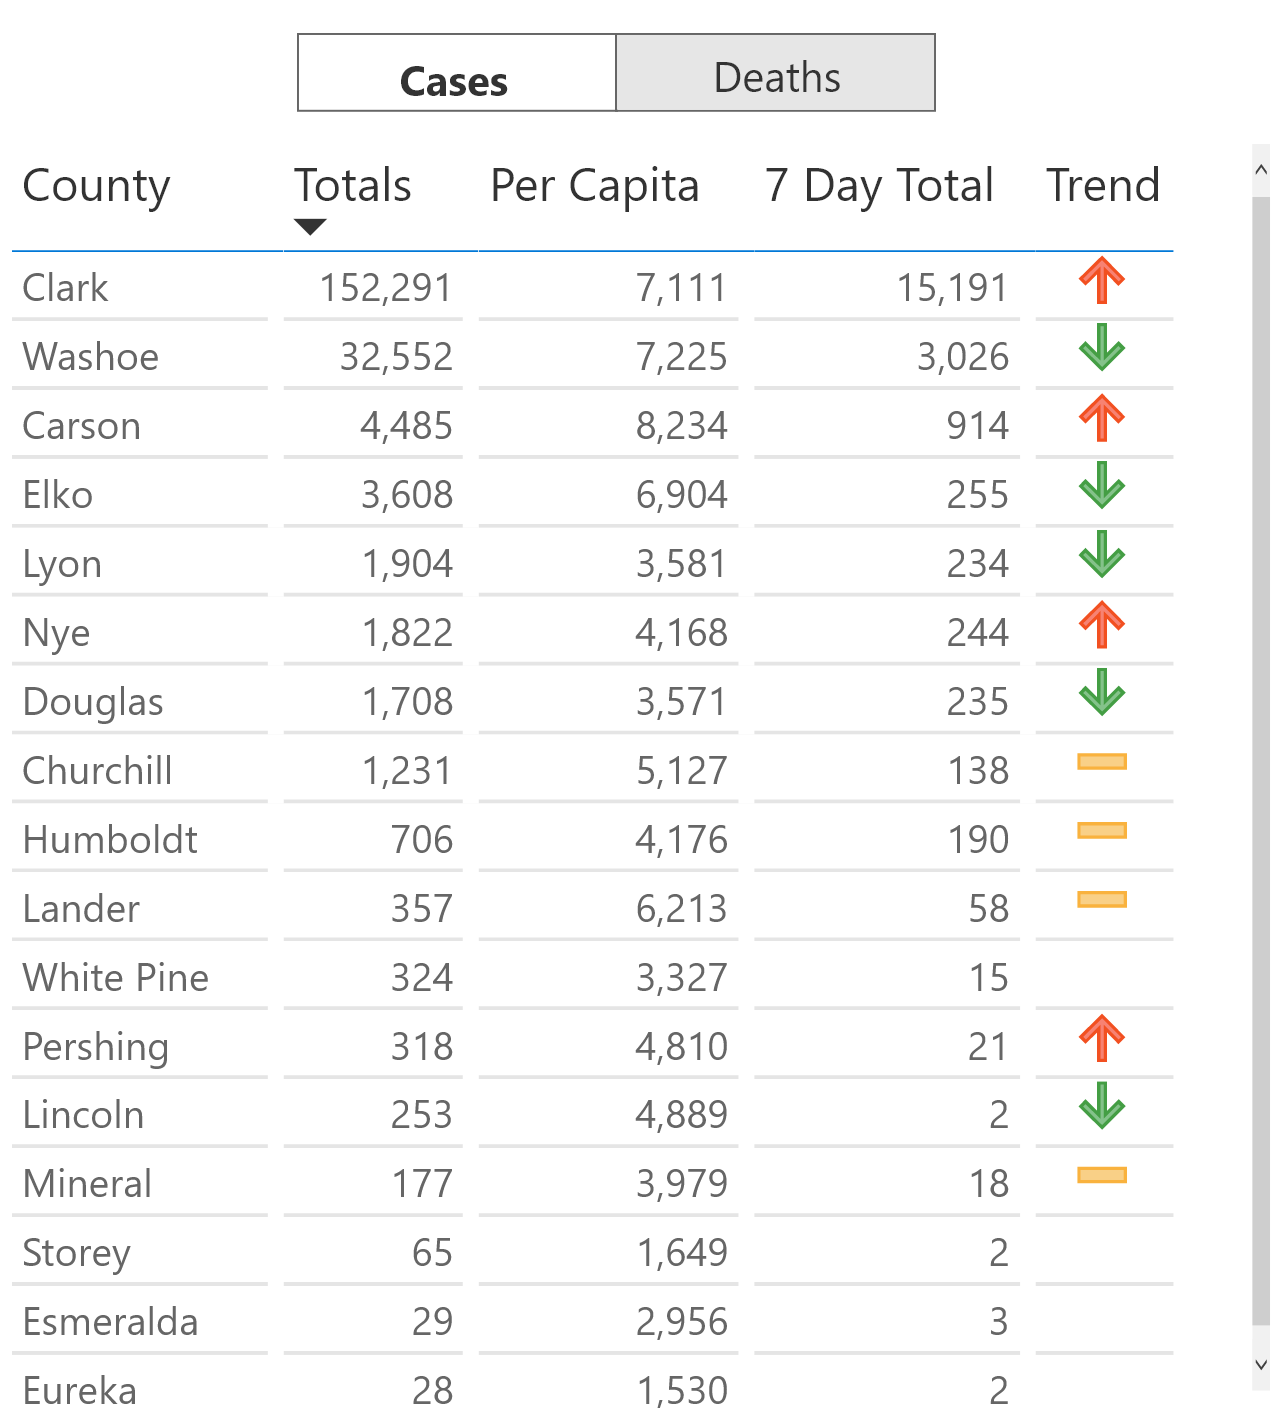 Cases Deaths
County Totals Per Capita 7 Day Total Trend
Clark 152,291 7,111 15,191
Washoe 32,552 7,225 3,026
Carson 4,485 8,234 914
Elko 3,608 6,904 255
Lyon 1,904 3,581 234
Nye 1,822 4,168 244
Douglas 1,708 3,571 235
Churchill 1,231 5,127 138
Humboldt 706 4,176 190
Lander 357 6,213 58
White Pine 324 3,327 15
Pershing 318 4,810 21
Lincoln 253 4,889 2
Mineral 177 3,979 18
Storey 65 1,649 2
Esmeralda 29 2,956 3
Eureka 28 1,530 2